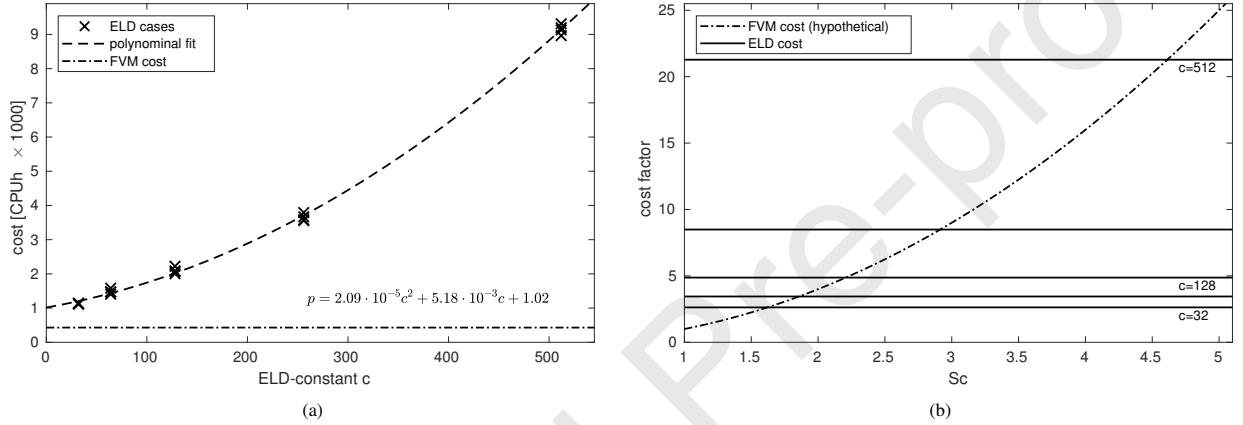 9
8
7
6
5
4
3
2
1
0
cost [CPUh × 1000]
ELD cases
polynominal fit
FVM cost
p = 2.09 · 10⁻⁵c² + 5.18 · 10⁻³c + 1.02
0 100 200 300 400 500
ELD-constant c
(a)
25
20
15
10
5
0
cost factor
FVM cost (hypothetical)
ELD cost
c=512
c=128
c=32
1 1.5 2 2.5 3 3.5 4 4.5 5
Sc
(b)
Pre-pro